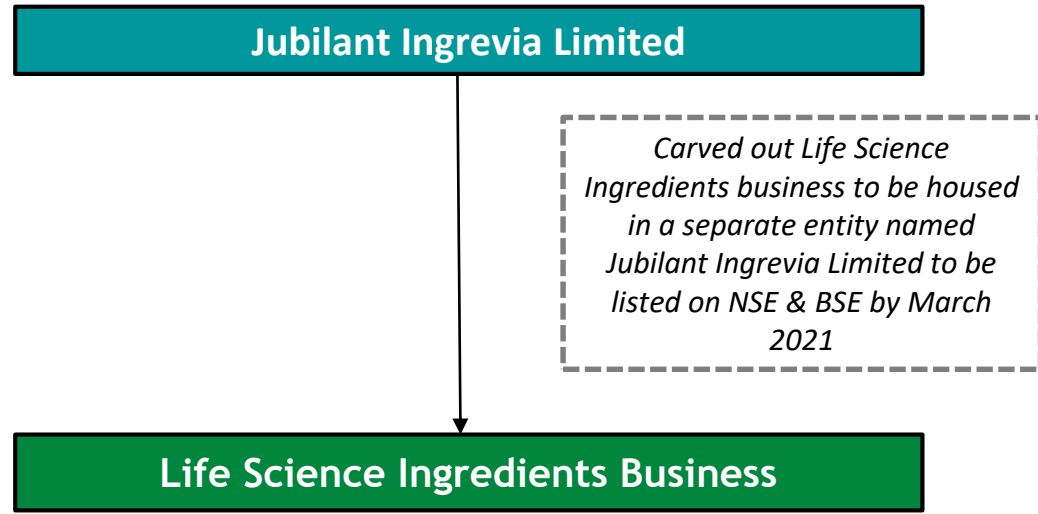 Jubilant Ingrevia Limited
Carved out Life Science
Ingredients business to be housed
in a separate entity named
Jubilant Ingrevia Limited to be
listed on NSE & BSE by March
2021
Life Science Ingredients Business